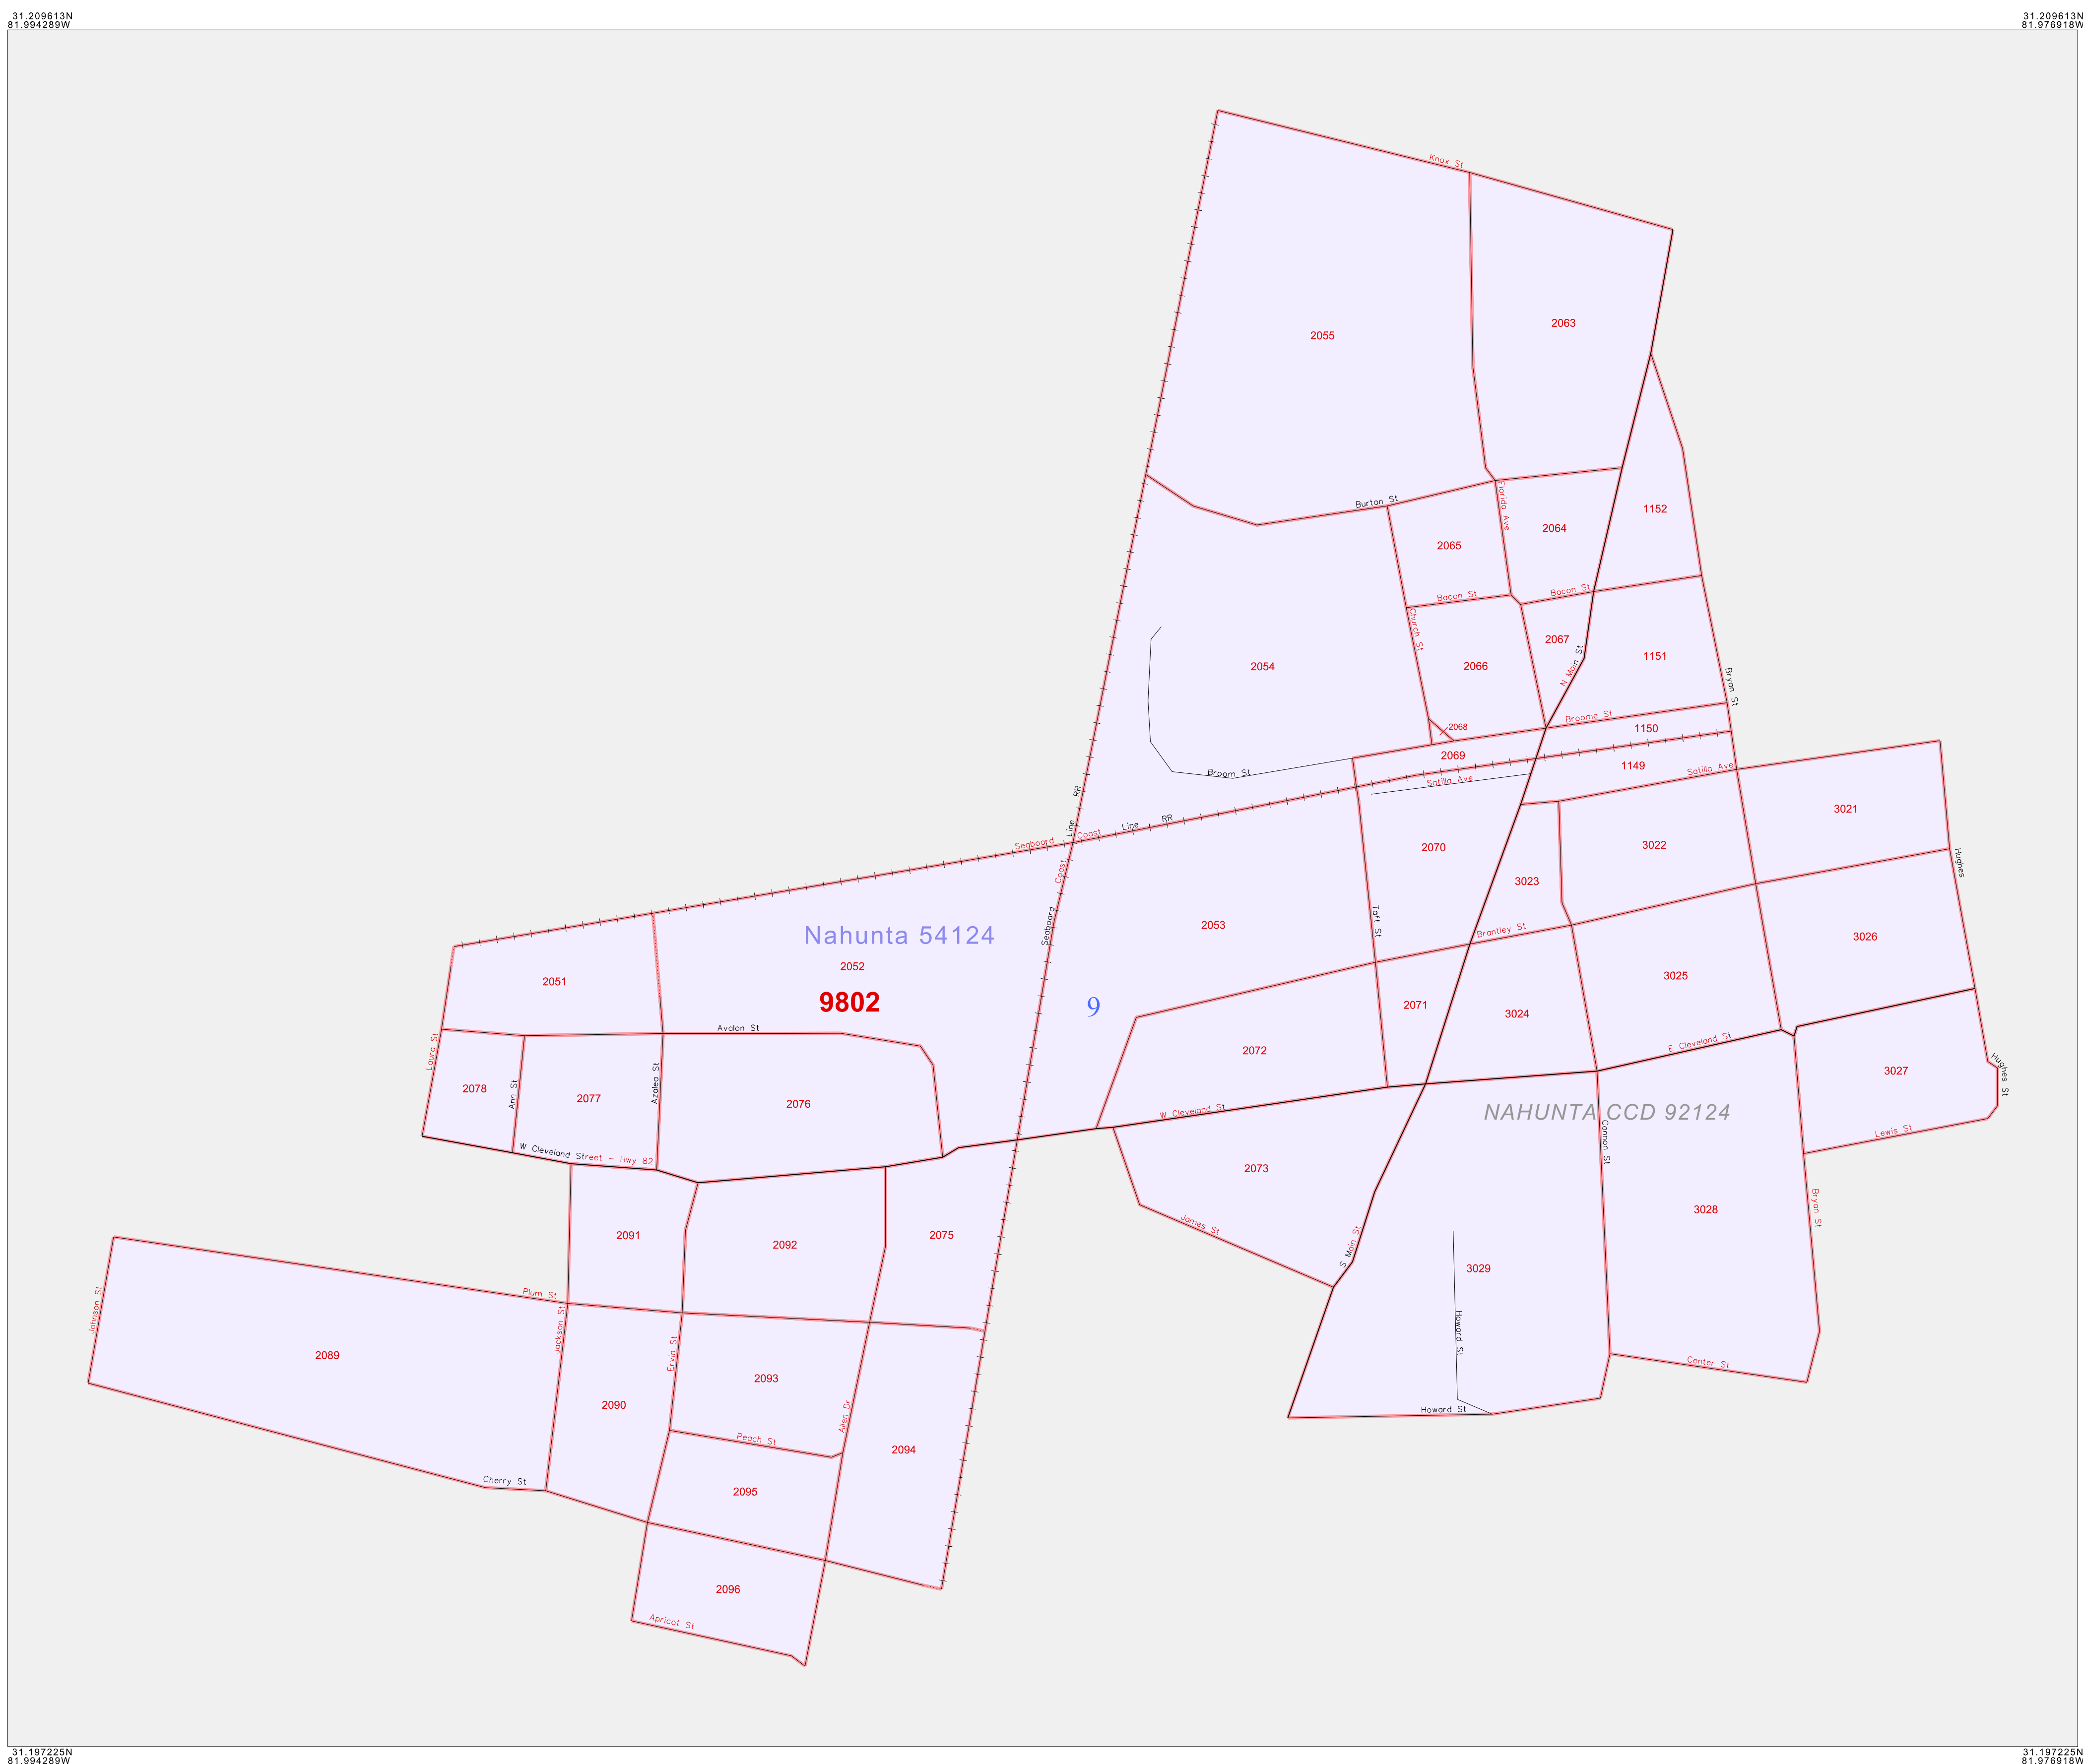 31.209613N
81.994289W
31.209613N
81.976918W
Knox St
2055
2063
Burton St
Florida Ave
2064
1152
2065
Bacon St
Bacon St
Church St
2067
2054
2066
1151
N Main St
Bryan St
Broome St
2068
1150
2069
Broom St
Satilla Ave
1149
Satilla Ave
Seaboard Coast Line RR
Seaboard Coast Line RR
3021
2070
3022
Hughes
3023
Taft St
2053
Brantley St
Nahunta 54124
3026
2052
2051
3025
9802
9
2071
3024
Avalon St
Laura St
2072
E Cleveland St
Hughes St
3027
2078
Ann St
2077
Azalea St
2076
W Cleveland St
NAHUNTA CCD 92124
Cannon St
Lewis St
W Cleveland Street - Hwy 82
2073
James St
3028
Bryan St
2091
2092
2075
S Main St
3029
Plum St
Johnson St
Jackson St
Ervin St
Howard St
2089
Center St
2093
2090
Allen Dr
Howard St
Peach St
2094
Cherry St
2095
2096
Apricot St
31.197225N
81.994289W
31.197225N
81.976918W